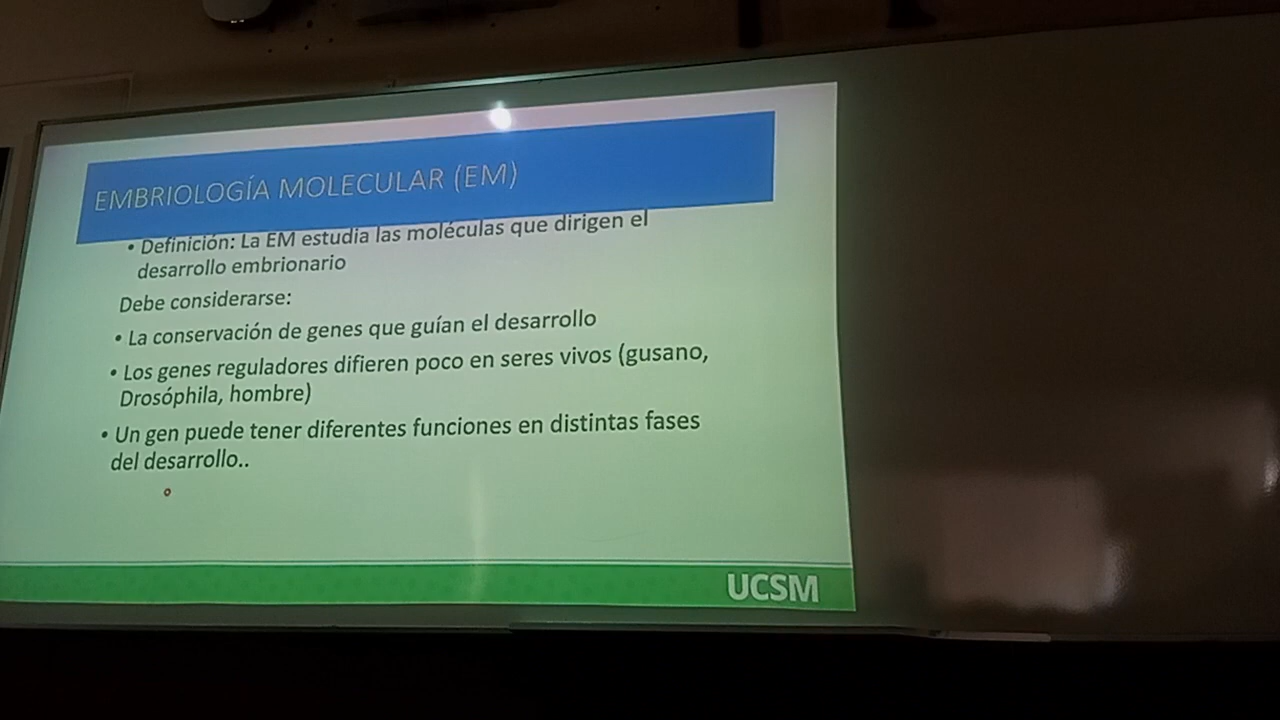 EMBRIOLOGÍA MOLECULAR (EM)
• Definición: La EM estudia las moléculas que dirigen el
desarrollo embrionario
Debe considerarse:
• La conservación de genes que guían el desarrollo
• Los genes reguladores difieren poco en seres vivos (gusano,
Drosóphila, hombre)
• Un gen puede tener diferentes funciones en distintas fases
del desarrollo..
UCSM